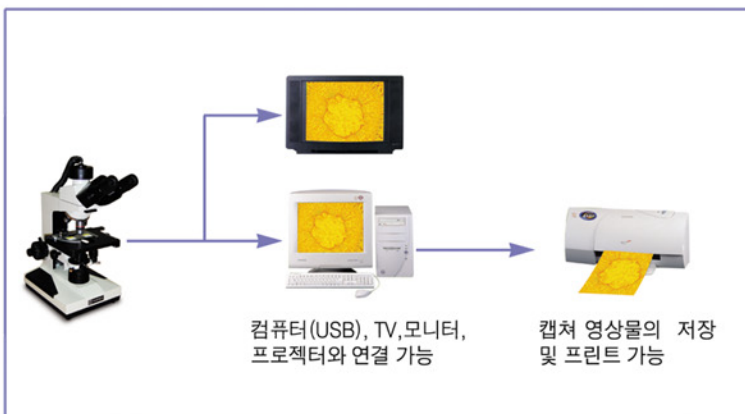 컴퓨터(USB), TV,모니터,
프로젝터와 연결 가능
캡쳐 영상물의 저장
및 프린트 가능